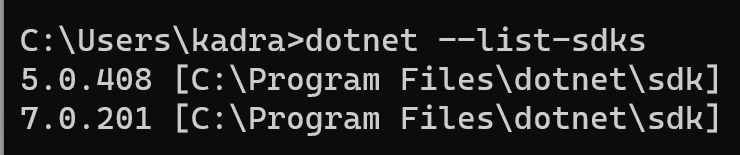 C:\Users\kadra>dotnet --list-sdks
5.0.408 [C:\Program Files\dotnet\sdk]
7.0.201 [C:\Program Files\dotnet\sdk]